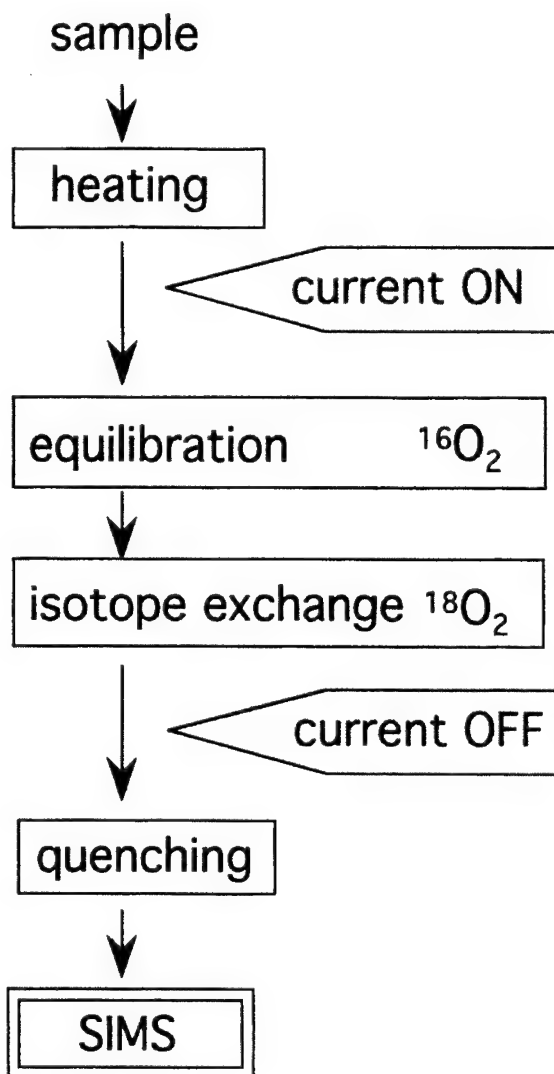 sample
heating
current ON
equilibration ¹⁶O₂
isotope exchange ¹⁸O₂
current OFF
quenching
SIMS